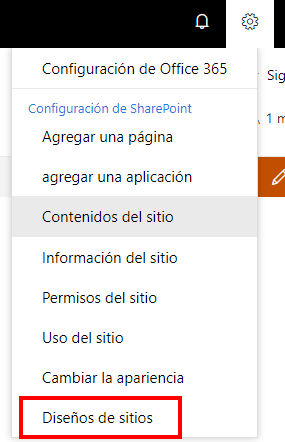 Configuración de Office 365
Sig
Configuración de SharePoint
1 m
Agregar una página
agregar una aplicación
Contenidos del sitio
Información del sitio
Permisos del sitio
Uso del sitio
Cambiar la apariencia
Diseños de sitios